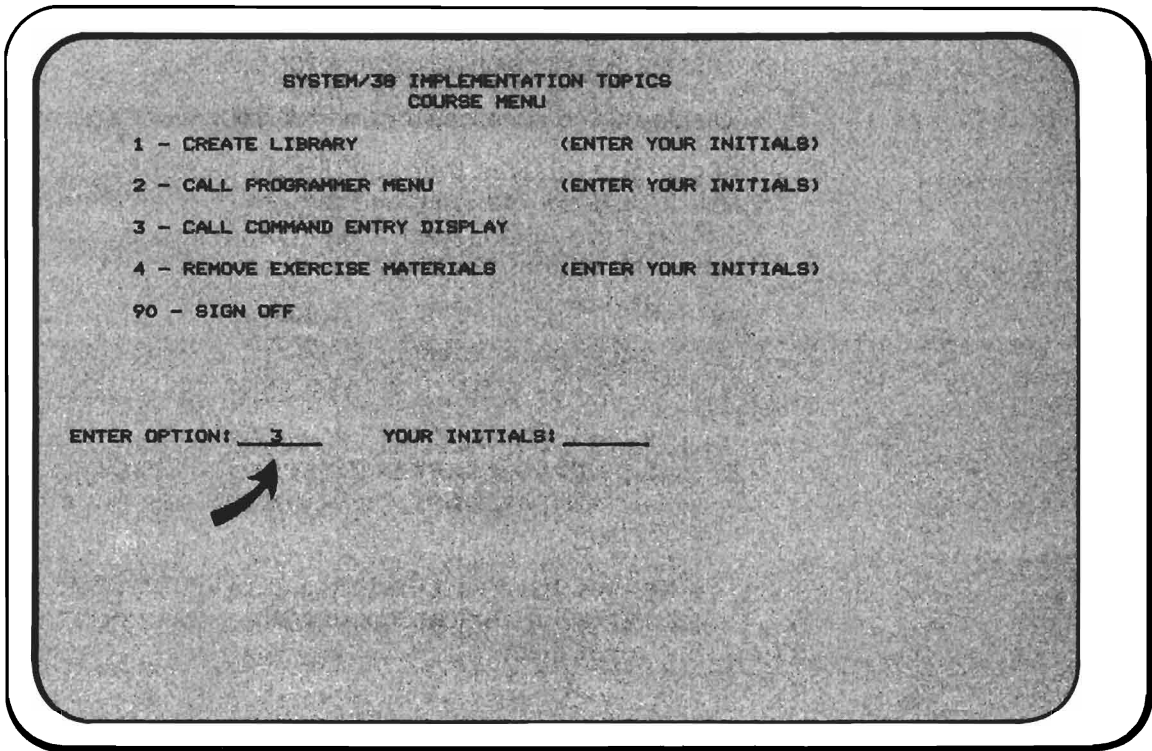 SYSTEM/38 IMPLEMENTATION TOPICS
COURSE MENU
1 - CREATE LIBRARY (ENTER YOUR INITIALS)
2 - CALL PROGRAMMER MENU (ENTER YOUR INITIALS)
3 - CALL COMMAND ENTRY DISPLAY
4 - REMOVE EXERCISE MATERIALS (ENTER YOUR INITIALS)
90 - SIGN OFF
ENTER OPTION: 3 YOUR INITIALS: